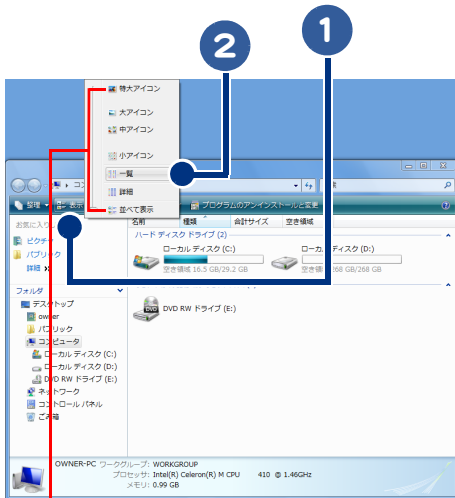 1
2
特大アイコン
大アイコン
中アイコン
小アイコン
一覧
詳細
並べて表示
整理 表示 プログラムのアンインストールと変更
お気に入り
ピクチャ
パブリック
詳細
フォルダ
デスクトップ
owner
パブリック
コンピュータ
ローカル ディスク (C:)
ローカル ディスク (D:)
DVD RW ドライブ (E:)
ネットワーク
コントロール パネル
ごみ箱
名前 種類 合計サイズ 空き領域
ハード ディスク ドライブ (2)
ローカル ディスク (C:)
空き領域 16.5 GB/29.2 GB
ローカ ディスク (D:)
空き領 268 GB/268 GB
DVD RW ドライブ (E:)
OWNER-PC ワークグループ: WORKGROUP
プロセッサ: Intel(R) Celeron(R) M CPU 410 @ 1.46GHz
メモリ: 0.99 GB